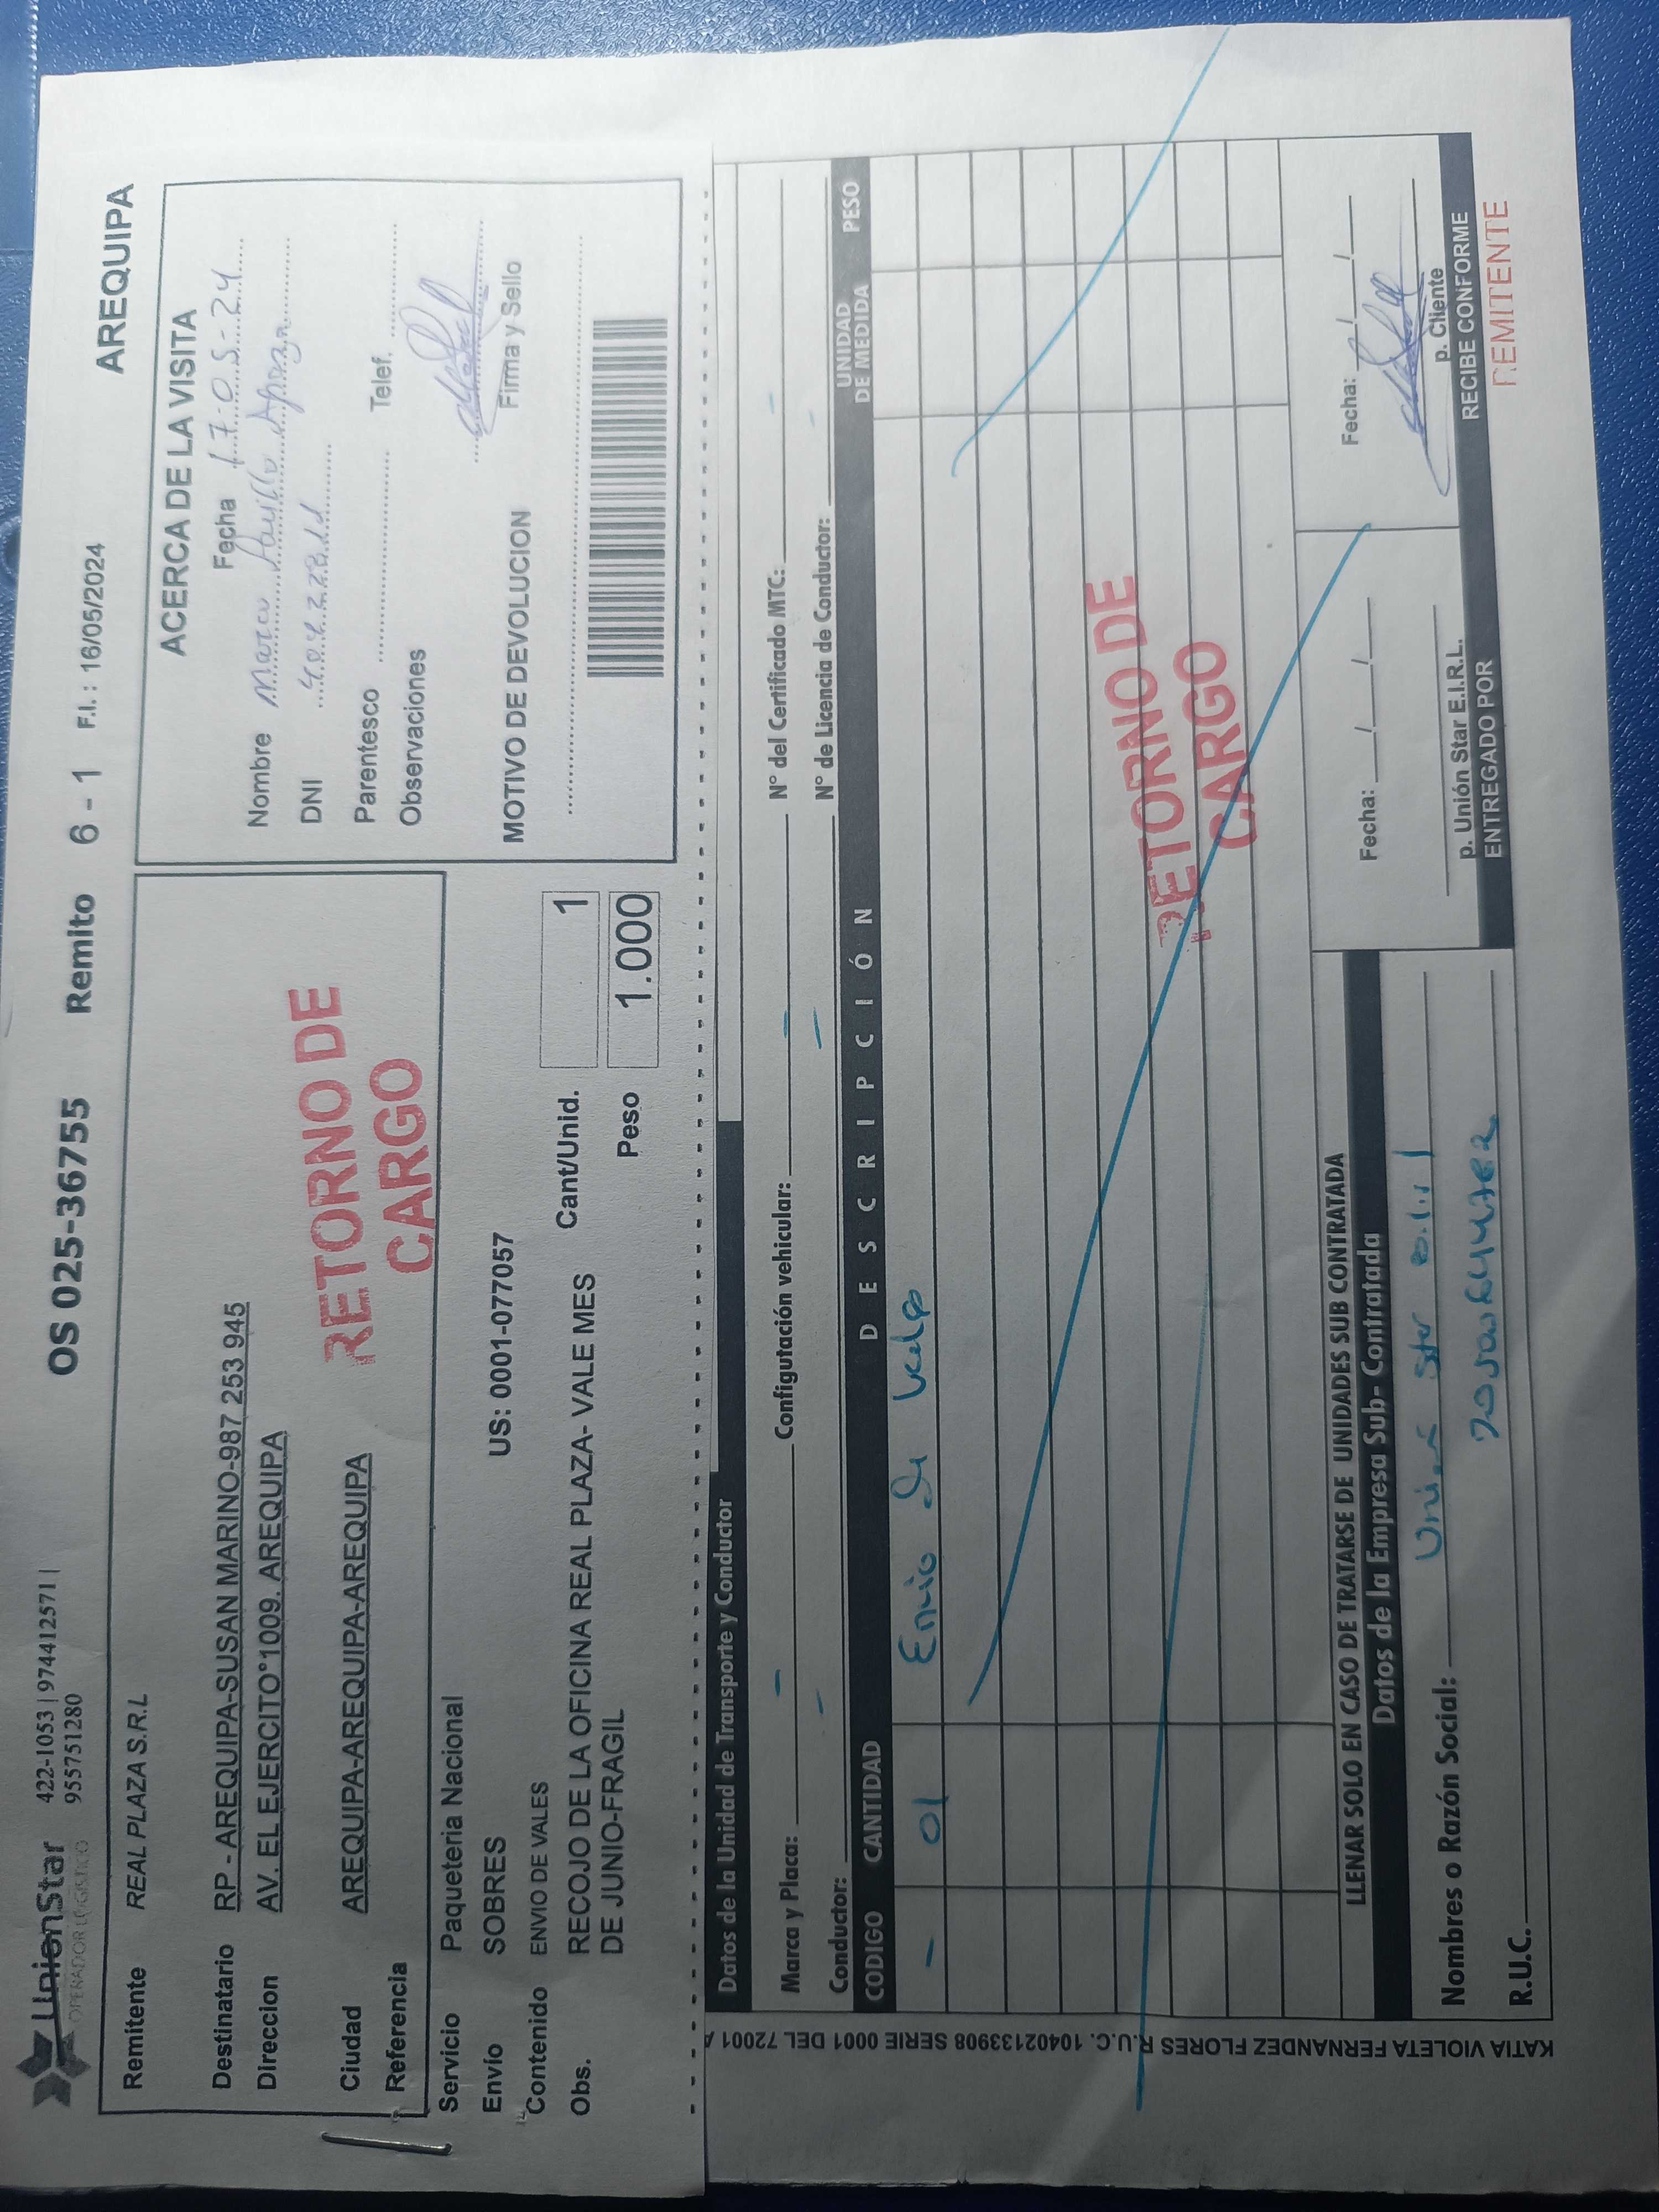 UnionStar
OPERADOR LOGISTICO
422-1053 | 974412571 |
955751280
OS 025-36755 Remito 6 - 1 F.I. : 16/05/2024 AREQUIPA
Remitente REAL PLAZA S.R.L
Destinatario RP - AREQUIPA-SUSAN MARINO-987 253 945
Direccion AV. EL EJERCITO°1009. AREQUIPA
Ciudad AREQUIPA-AREQUIPA-AREQUIPA
Referencia
RETORNO DE
CARGO
Servicio Paqueteria Nacional
Envío SOBRES US: 0001-077057
Contenido ENVIO DE VALES
Obs. RECOJO DE LA OFICINA REAL PLAZA- VALE MES
DE JUNIO-FRAGIL
Cant/Unid. 1
Peso 1.000
ACERCA DE LA VISITA
Fecha 17-05-24
Nombre Marco Apaza
DNI
Parentesco Telef.
Observaciones
Firma y Sello
MOTIVO DE DEVOLUCION
Datos de la Unidad de Transporte y Conductor
Marca y Placa: - Configutación vehicular: - N° del Certificado MTC: -
Conductor: - N° de Licencia de Conductor: -
CODIGO CANTIDAD DESCRIPCIÓN UNIDAD DE MEDIDA PESO
- 01 Envio de
RETORNO DE
CARGO
LLENAR SOLO EN CASO DE TRATARSE DE UNIDADES SUB CONTRATADA
Datos de la Empresa Sub- Contratada
Nombres o Razón Social: Union Star
R.U.C.
Fecha: / /
p. Unión Star E.I.R.L.
ENTREGADO POR
Fecha: / /
p. Cliente
RECIBE CONFORME
REMITENTE
KATIA VIOLETA FERNANDEZ FLORES R.U.C. 10402133908 SERIE 0001 DEL 72001 A